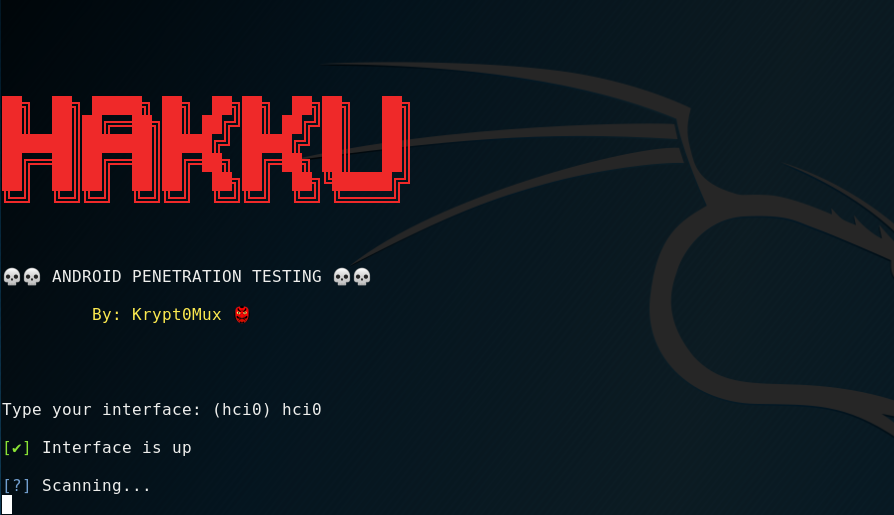 HAKKU
💀💀 ANDROID PENETRATION TESTING 💀💀
By: Krypt0Mux 👹
Type your interface: (hci0) hci0
[✔] Interface is up
[?] Scanning...